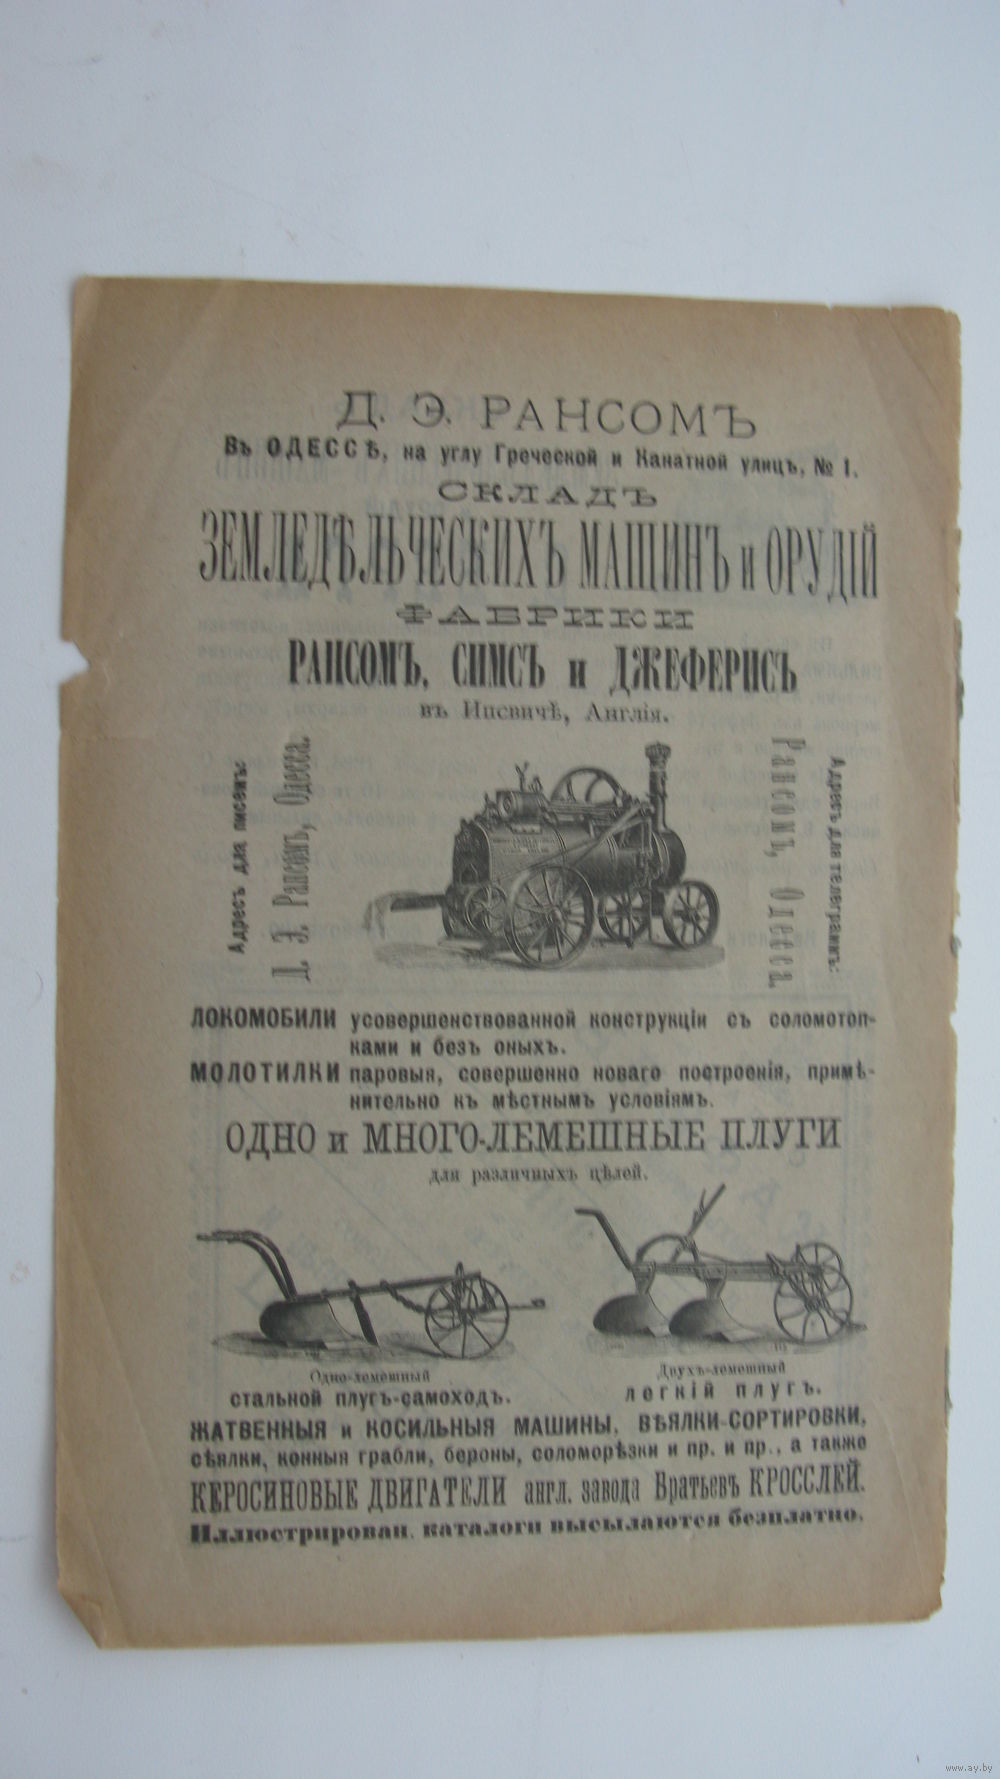 Д. Э. РАНСОМЪ
Въ ОДЕССѢ, на углу Греческой и Канатной улицъ, № 1.
СКЛАДЪ
ЗЕМЛЕДѢЛЬЧЕСКИХЪ МАШИНЪ и ОРУДІЙ
ФАБРИКИ
РАНСОМЪ, СИМСЪ и ДЖЕФЕРИСЪ
въ Ипсвичѣ, Англія.
Адресъ для писемъ:
Д. Э. Рансомъ, Одесса.
Адресъ для телеграммъ:
Рансомъ, Одесса
ЛОКОМОБИЛИ усовершенствованной конструкціи съ соломотоп-
ками и безъ оныхъ.
МОЛОТИЛКИ паровыя, совершенно новаго построенія, примѣ-
нительно къ мѣстнымъ условіямъ.
ОДНО и МНОГО-ЛЕМЕШНЫЕ ПЛУГИ
для различныхъ цѣлей.
Одно-лемешный
стальной плугъ-самоходъ.
Двухъ-лемешный
легкій плугъ.
ЖАТВЕННЫЯ и КОСИЛЬНЫЯ МАШИНЫ, ВѢЯЛКИ-СОРТИРОВКИ,
сѣялки, конныя грабли, бероны, соломорѣзки и пр. и пр., а также
КЕРОСИНОВЫЕ ДВИГАТЕЛИ англ. завода Братьевъ КРОССЛЕЙ.
Иллюстрирован. каталоги высылаются безплатно.
www.ay.by